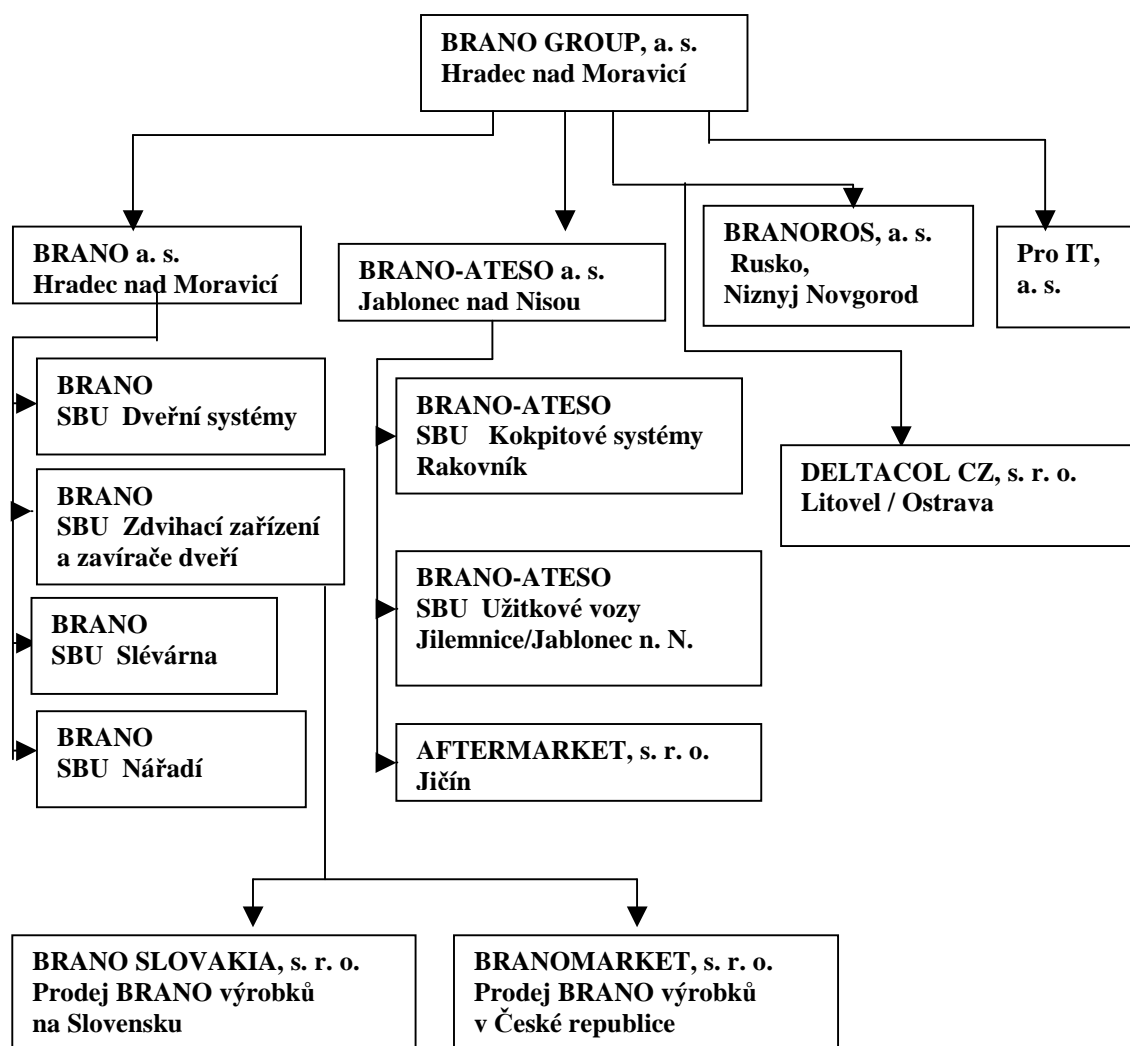 BRANO GROUP, a. s.
Hradec nad Moravicí
BRANO a. s.
Hradec nad Moravicí
BRANO-ATESO a. s.
Jablonec nad Nisou
BRANOROS, a. s.
Rusko,
Niznyj Novgorod
Pro IT,
a. s.
BRANO
SBU Dveřní systémy
BRANO
SBU Zdvihací zařízení
a zavírače dveří
BRANO
SBU Slévárna
BRANO
SBU Nářadí
BRANO-ATESO
SBU Kokpitové systémy
Rakovník
BRANO-ATESO
SBU Užitkové vozy
Jilemnice/Jablonec n. N.
AFTERMARKET, s. r. o.
Jičín
DELTACOL CZ, s. r. o.
Litovel / Ostrava
BRANO SLOVAKIA, s. r. o.
Prodej BRANO výrobků
na Slovensku
BRANOMARKET, s. r. o.
Prodej BRANO výrobků
v České republice